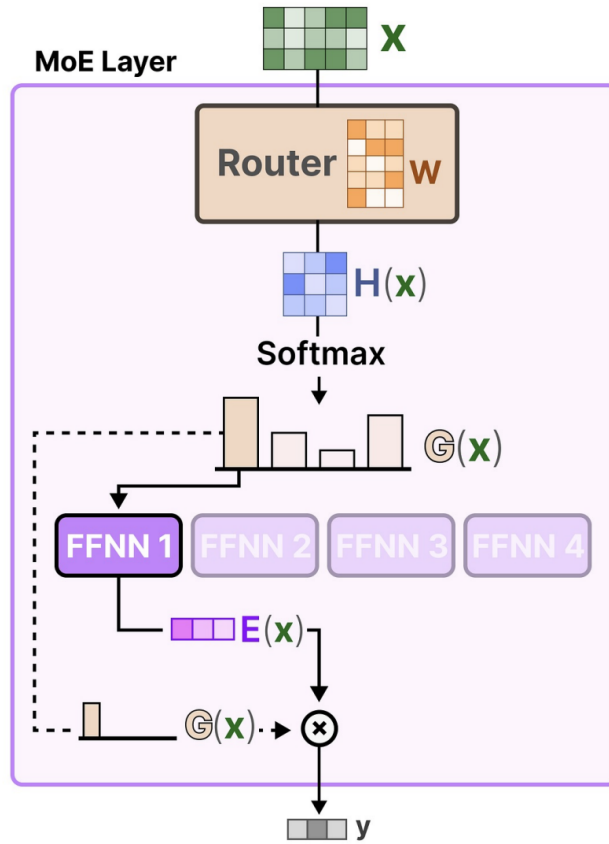 X
MoE Layer
Router W
H(x)
Softmax
G(x)
FFNN 1 FFNN 2 FFNN 3 FFNN 4
E(x)
G(x)
y